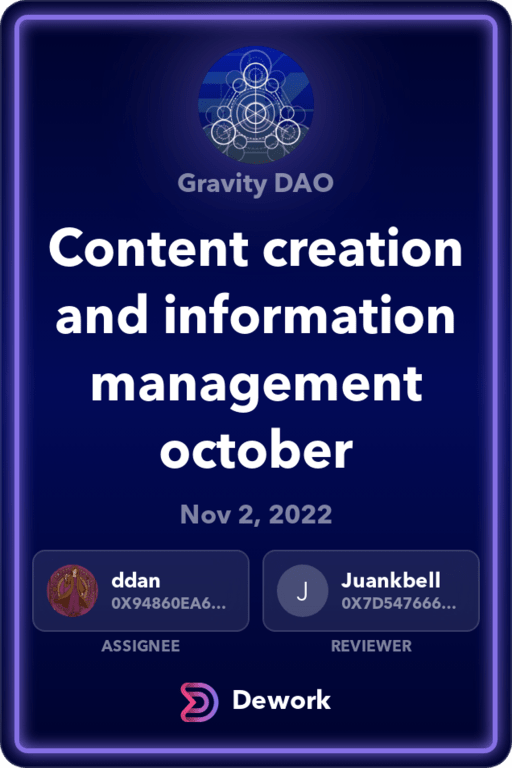 Gravity DAO
Content creation
and information
management
october
Nov 2, 2022
ddan
0X94860EA6...
ASSIGNEE
J
Juankbell
0X7D547666...
REVIEWER
Dework